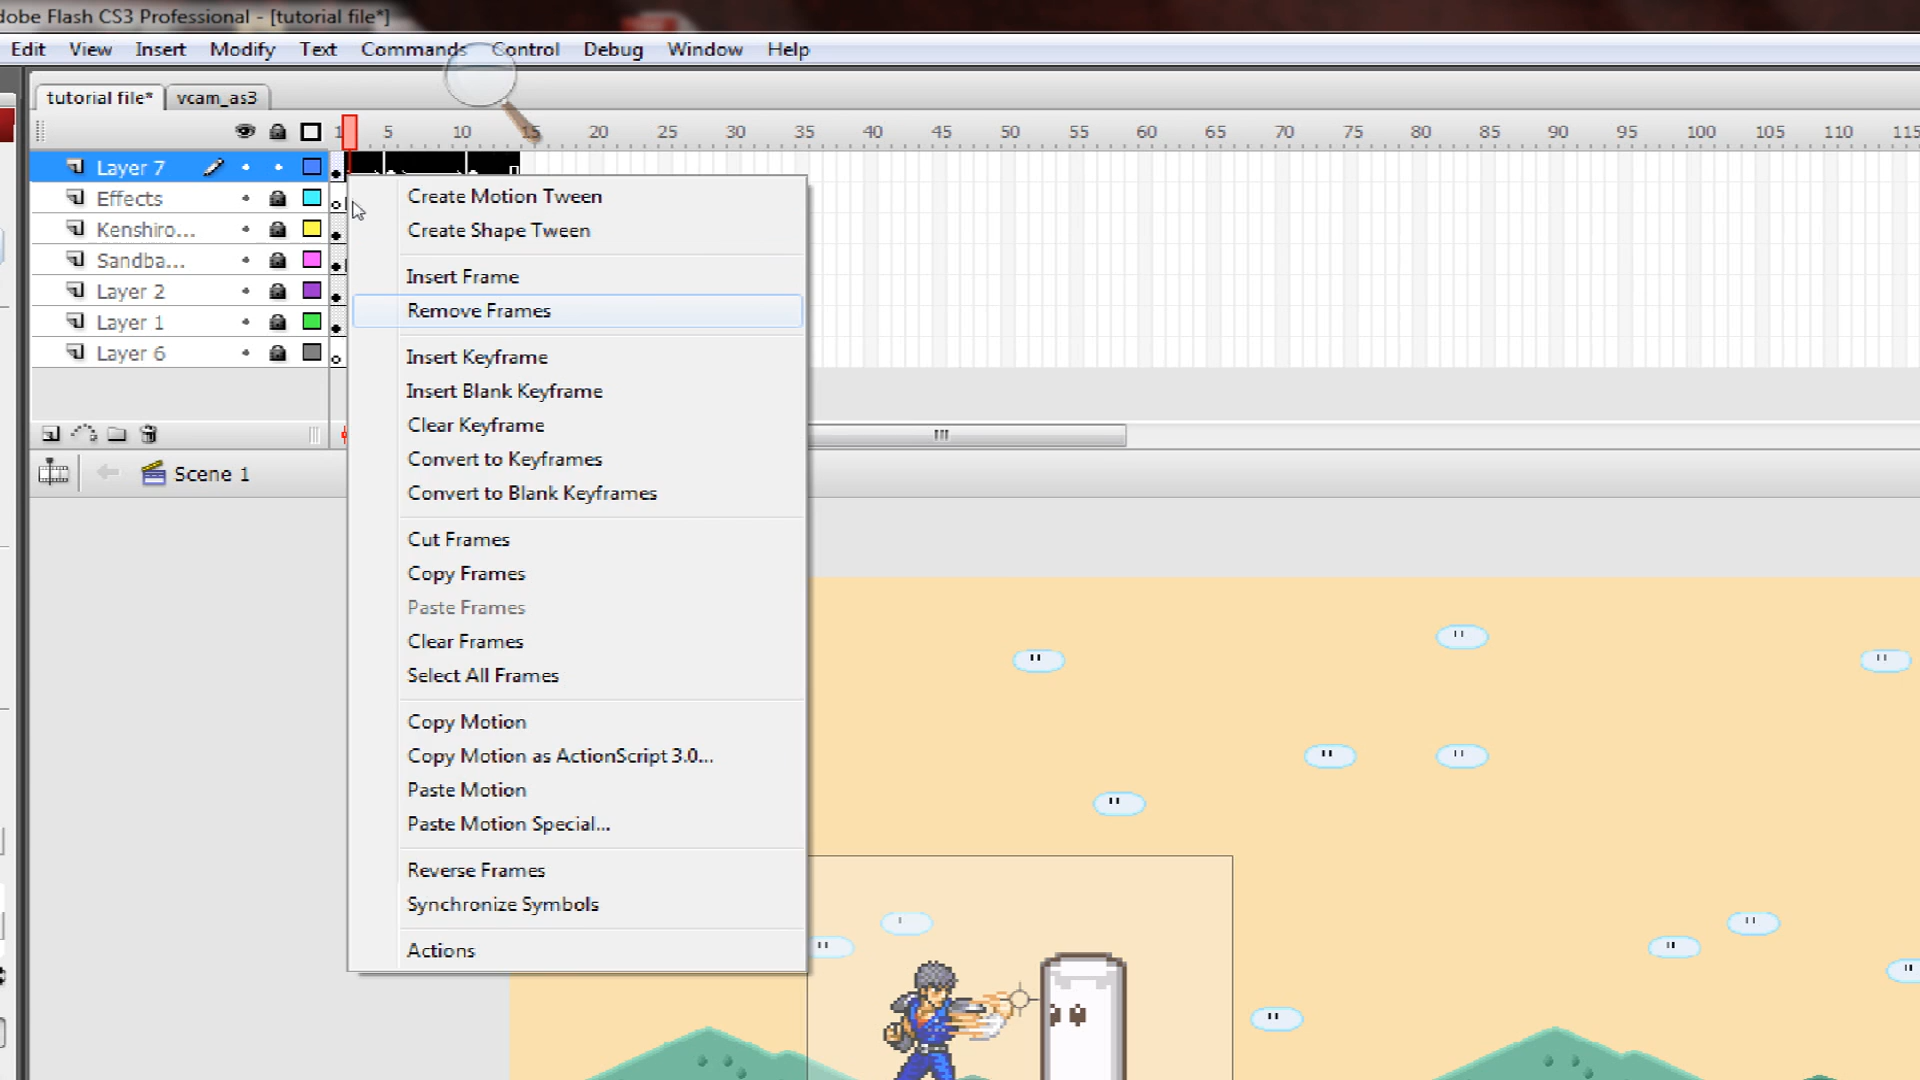 dobe Flash CS3 Professional - [tutorial file*]
Edit View Insert Modify Text Commands Control Debug Window Help
tutorial file* vcam_as3
1 5 10 15 20 25 30 35 40 45 50 55 60 65 70 75 80 85 90 95 100 105 110 115
Layer 7
Effects
Kenshiro...
Sandba...
Layer 2
Layer 1
Layer 6
Scene 1
Create Motion Tween
Create Shape Tween
Insert Frame
Remove Frames
Insert Keyframe
Insert Blank Keyframe
Clear Keyframe
Convert to Keyframes
Convert to Blank Keyframes
Cut Frames
Copy Frames
Paste Frames
Clear Frames
Select All Frames
Copy Motion
Copy Motion as ActionScript 3.0...
Paste Motion
Paste Motion Special...
Reverse Frames
Synchronize Symbols
Actions